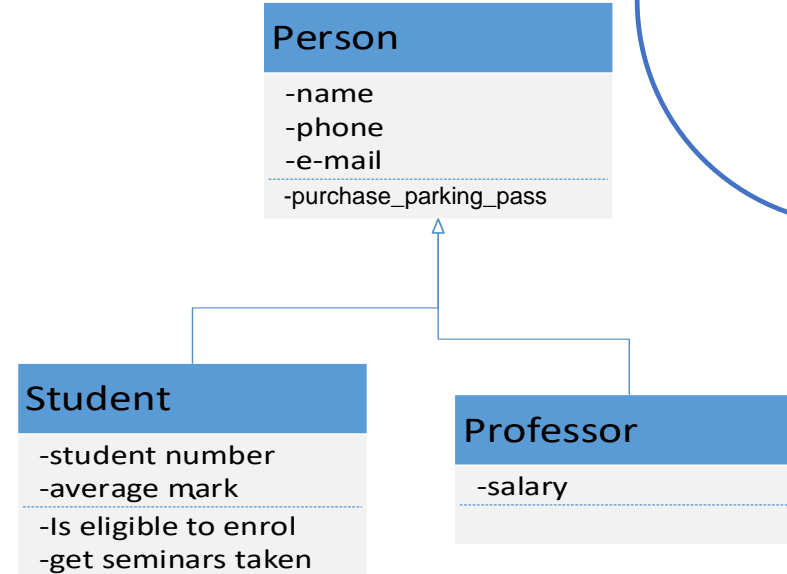 Person
-name
-phone
-e-mail
-purchase_parking_pass
Student
-student number
-average mark
-Is eligible to enrol
-get seminars taken
Professor
-salary